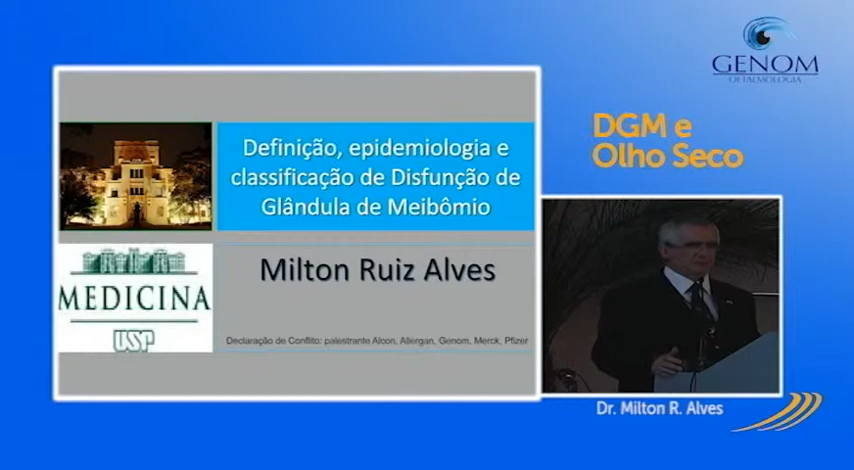 GENOM
OFTALMOLOGIA
DGM e
Olho Seco
Definição, epidemiologia e
classificação de Disfunção de
Glândula de Meibômio
MEDICINA
USP
Milton Ruiz Alves
Declaração de Conflito: palestrante Alcon, Allergan, Genom, Merck, Pfizer
Dr. Milton R. Alves